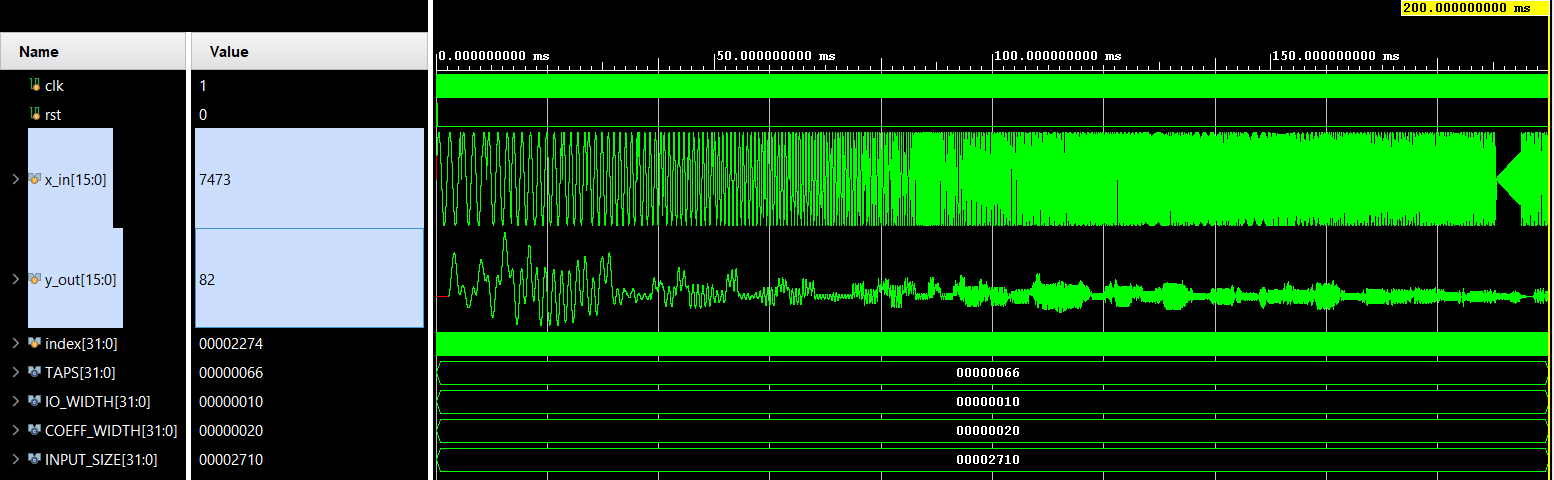 200.000000000 ms
Name Value
0.000000000 ms 50.000000000 ms 100.000000000 ms 150.000000000 ms
clk 1
rst 0
x_in[15:0] 7473
y_out[15:0] 82
index[31:0] 00002274
TAPS[31:0] 00000066 00000066
IO_WIDTH[31:0] 00000010 00000010
COEFF_WIDTH[31:0] 00000020 00000020
INPUT_SIZE[31:0] 00002710 00002710